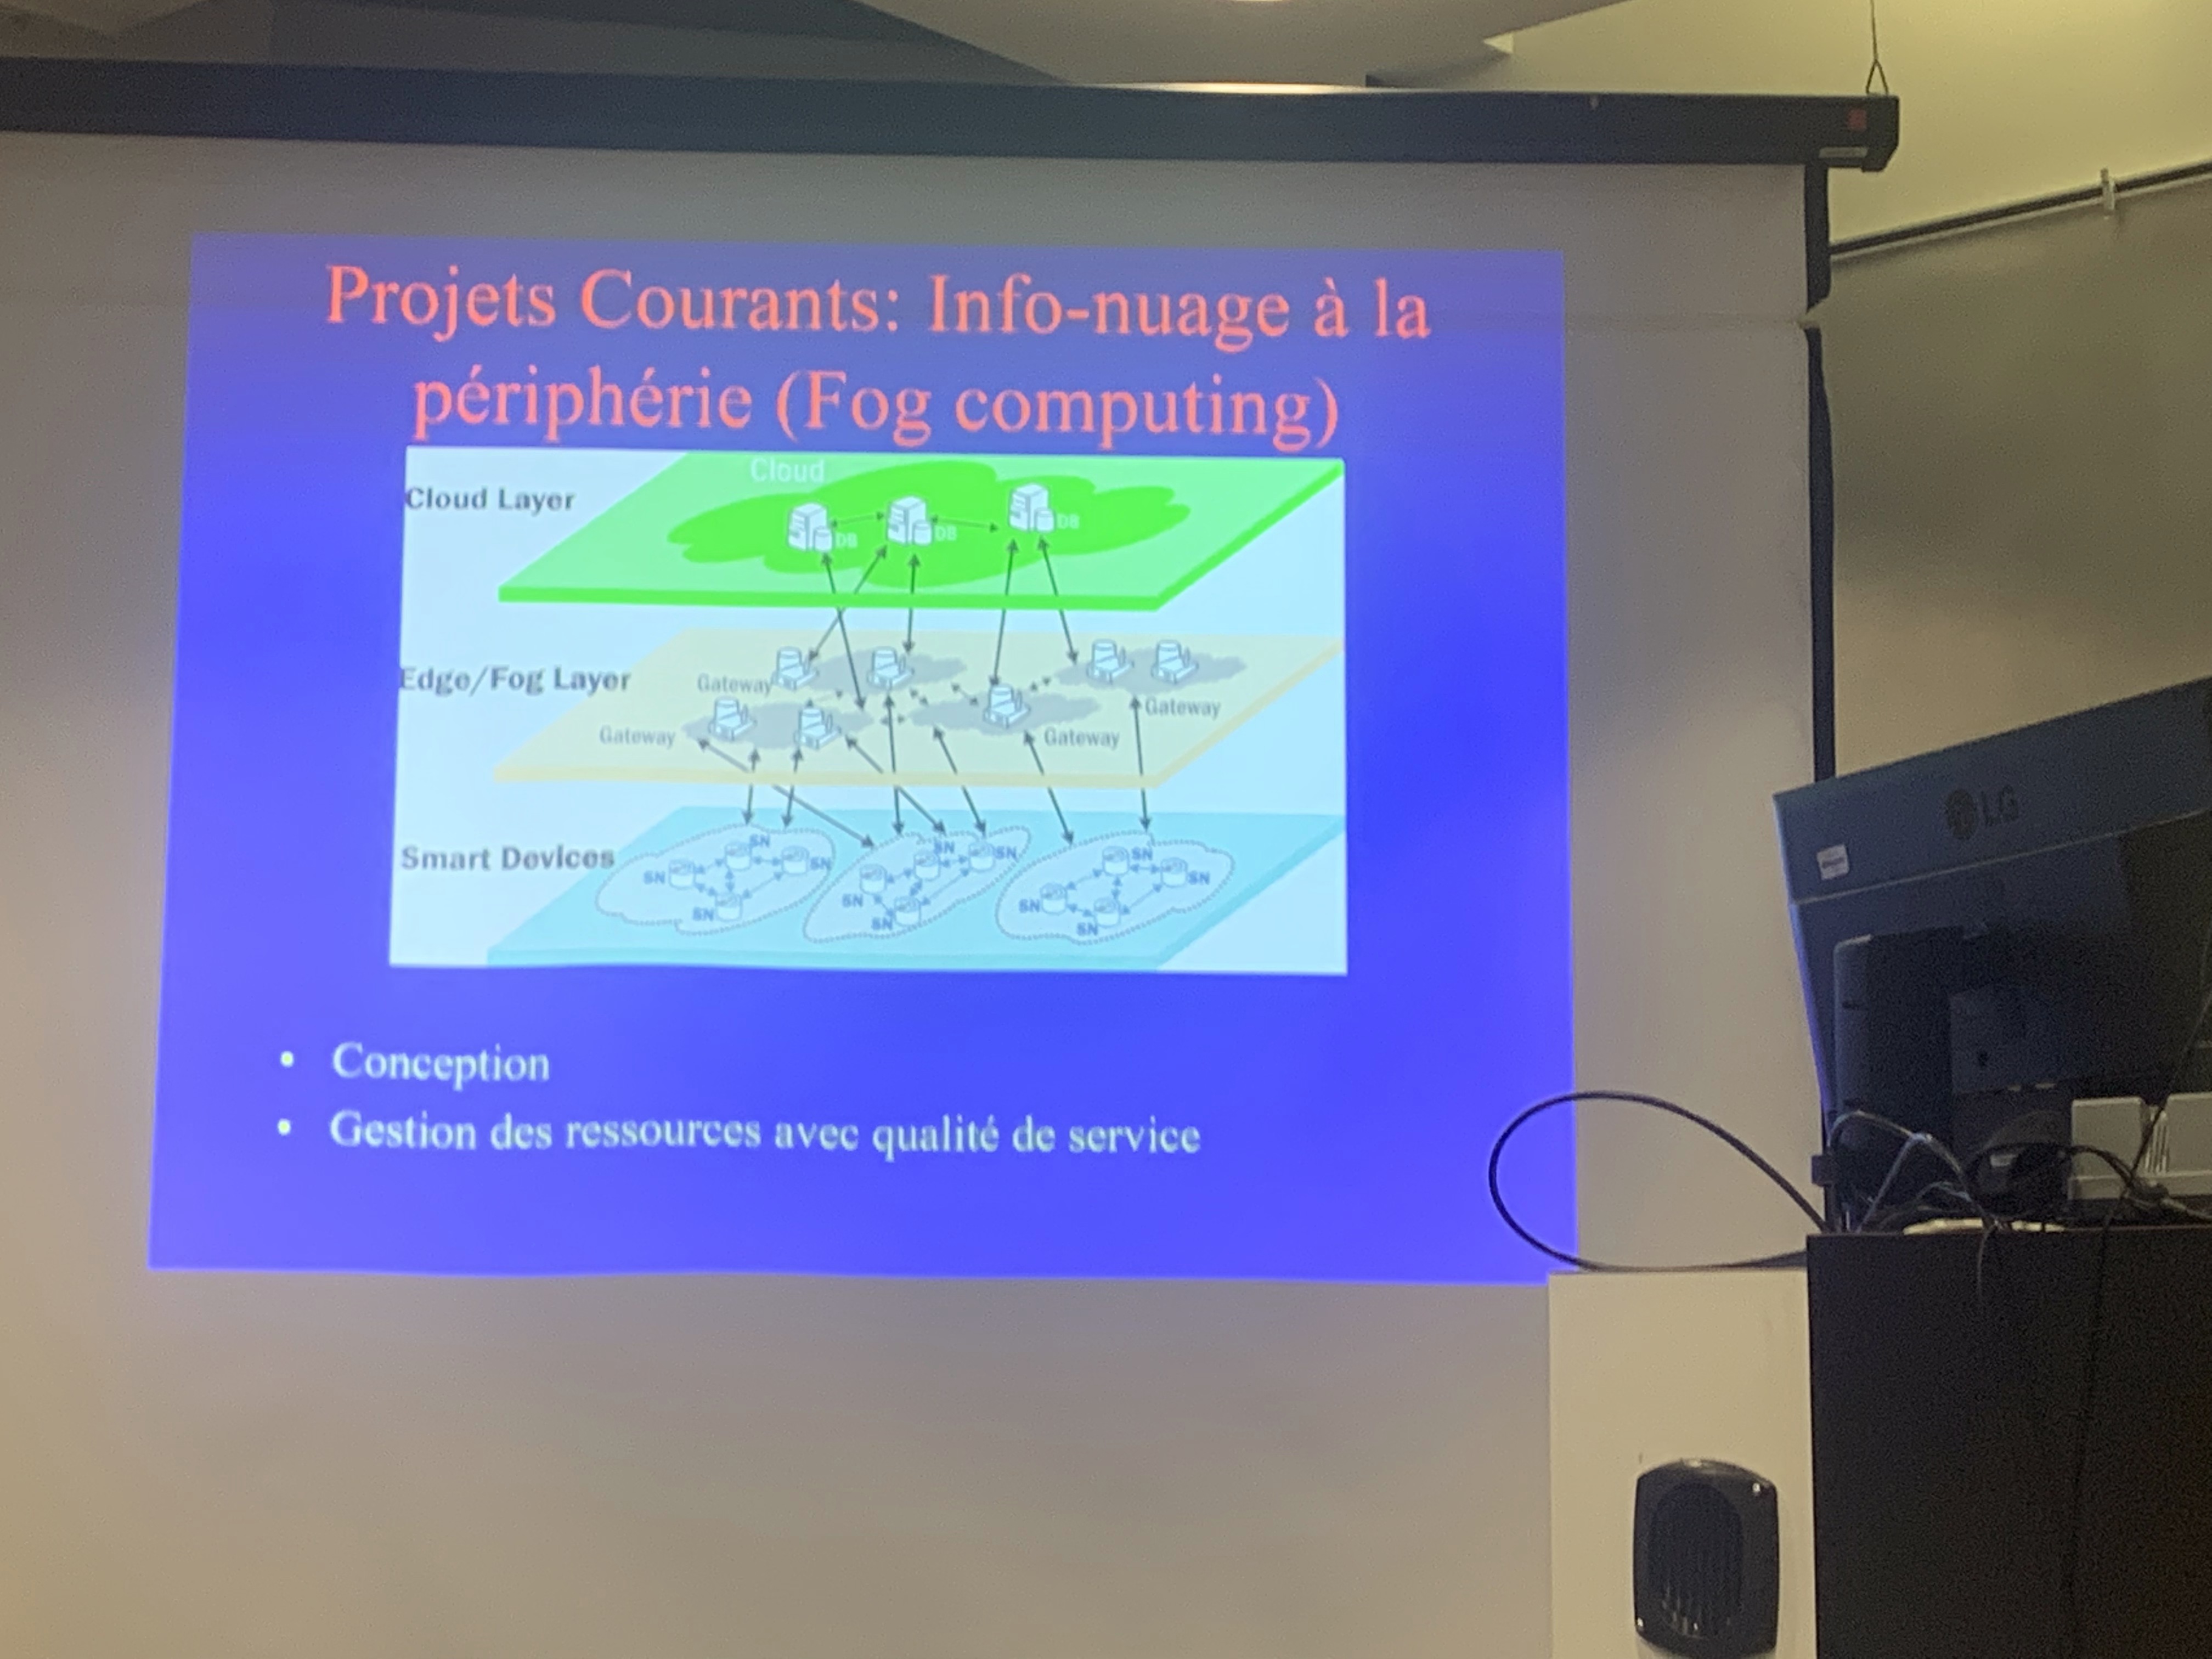 Projets Courants: Info-nuage à la
périphérie (Fog computing)
Cloud
Cloud Layer
DB
DB
DB
Edge/Fog Layer
Gateway
Gateway
Gateway
Gateway
Smart Devices
SN
SN
SN
SN
SN
SN
SN
SN
SN
SN
SN
SN
• Conception
• Gestion des ressources avec qualité de service
LG